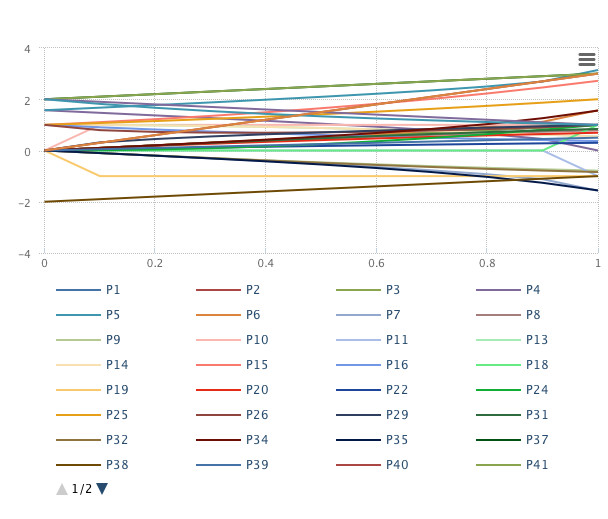 4
2
0
−2
−4
0 0.2 0.4 0.6 0.8 1
P1 P2 P3 P4
P5 P6 P7 P8
P9 P10 P11 P13
P14 P15 P16 P18
P19 P20 P22 P24
P25 P26 P29 P31
P32 P34 P35 P37
P38 P39 P40 P41
1/2